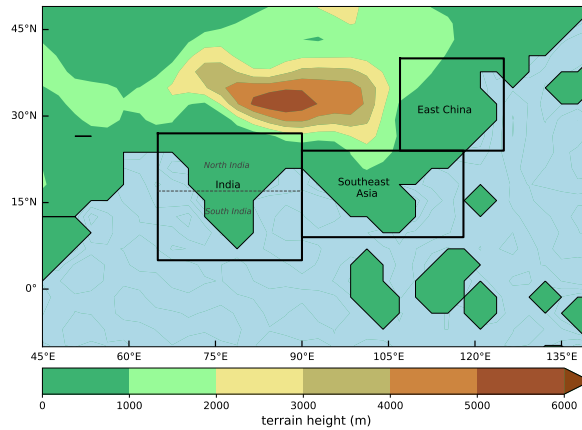 45°N
30°N
15°N
0°
East China
North India
India
South India
Southeast
Asia
45°E
60°E
75°E
90°E
105°E
120°E
135°E
0
1000
2000
3000
4000
5000
6000
terrain height (m)